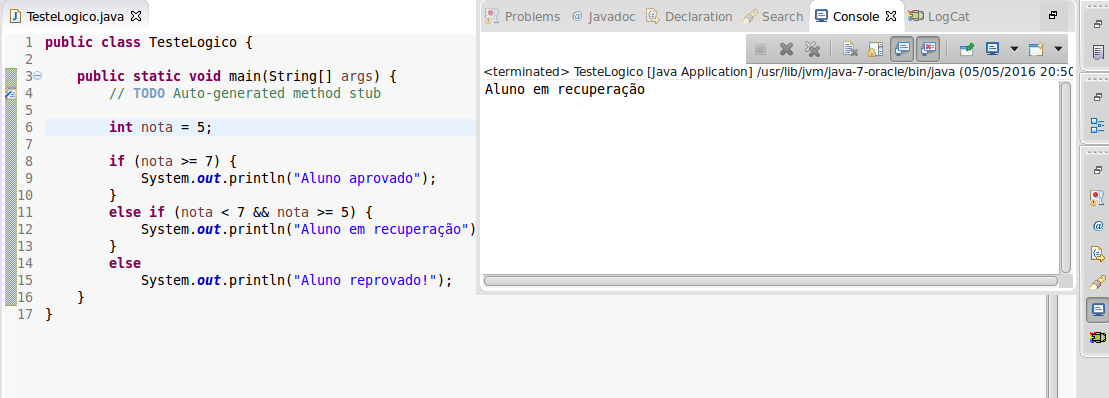 TesteLogico.java
1 public class TesteLogico {
2
3 public static void main(String[] args) {
4 // TODO Auto-generated method stub
5
6 int nota = 5;
7
8 if (nota >= 7) {
9 System.out.println("Aluno aprovado");
10 }
11 else if (nota < 7 && nota >= 5) {
12 System.out.println("Aluno em recuperação")
13 }
14 else
15 System.out.println("Aluno reprovado!");
16 }
17 }
Problems @ Javadoc Declaration Search Console LogCat
<terminated> TesteLogico [Java Application] /usr/lib/jvm/java-7-oracle/bin/java (05/05/2016 20:50
Aluno em recuperação